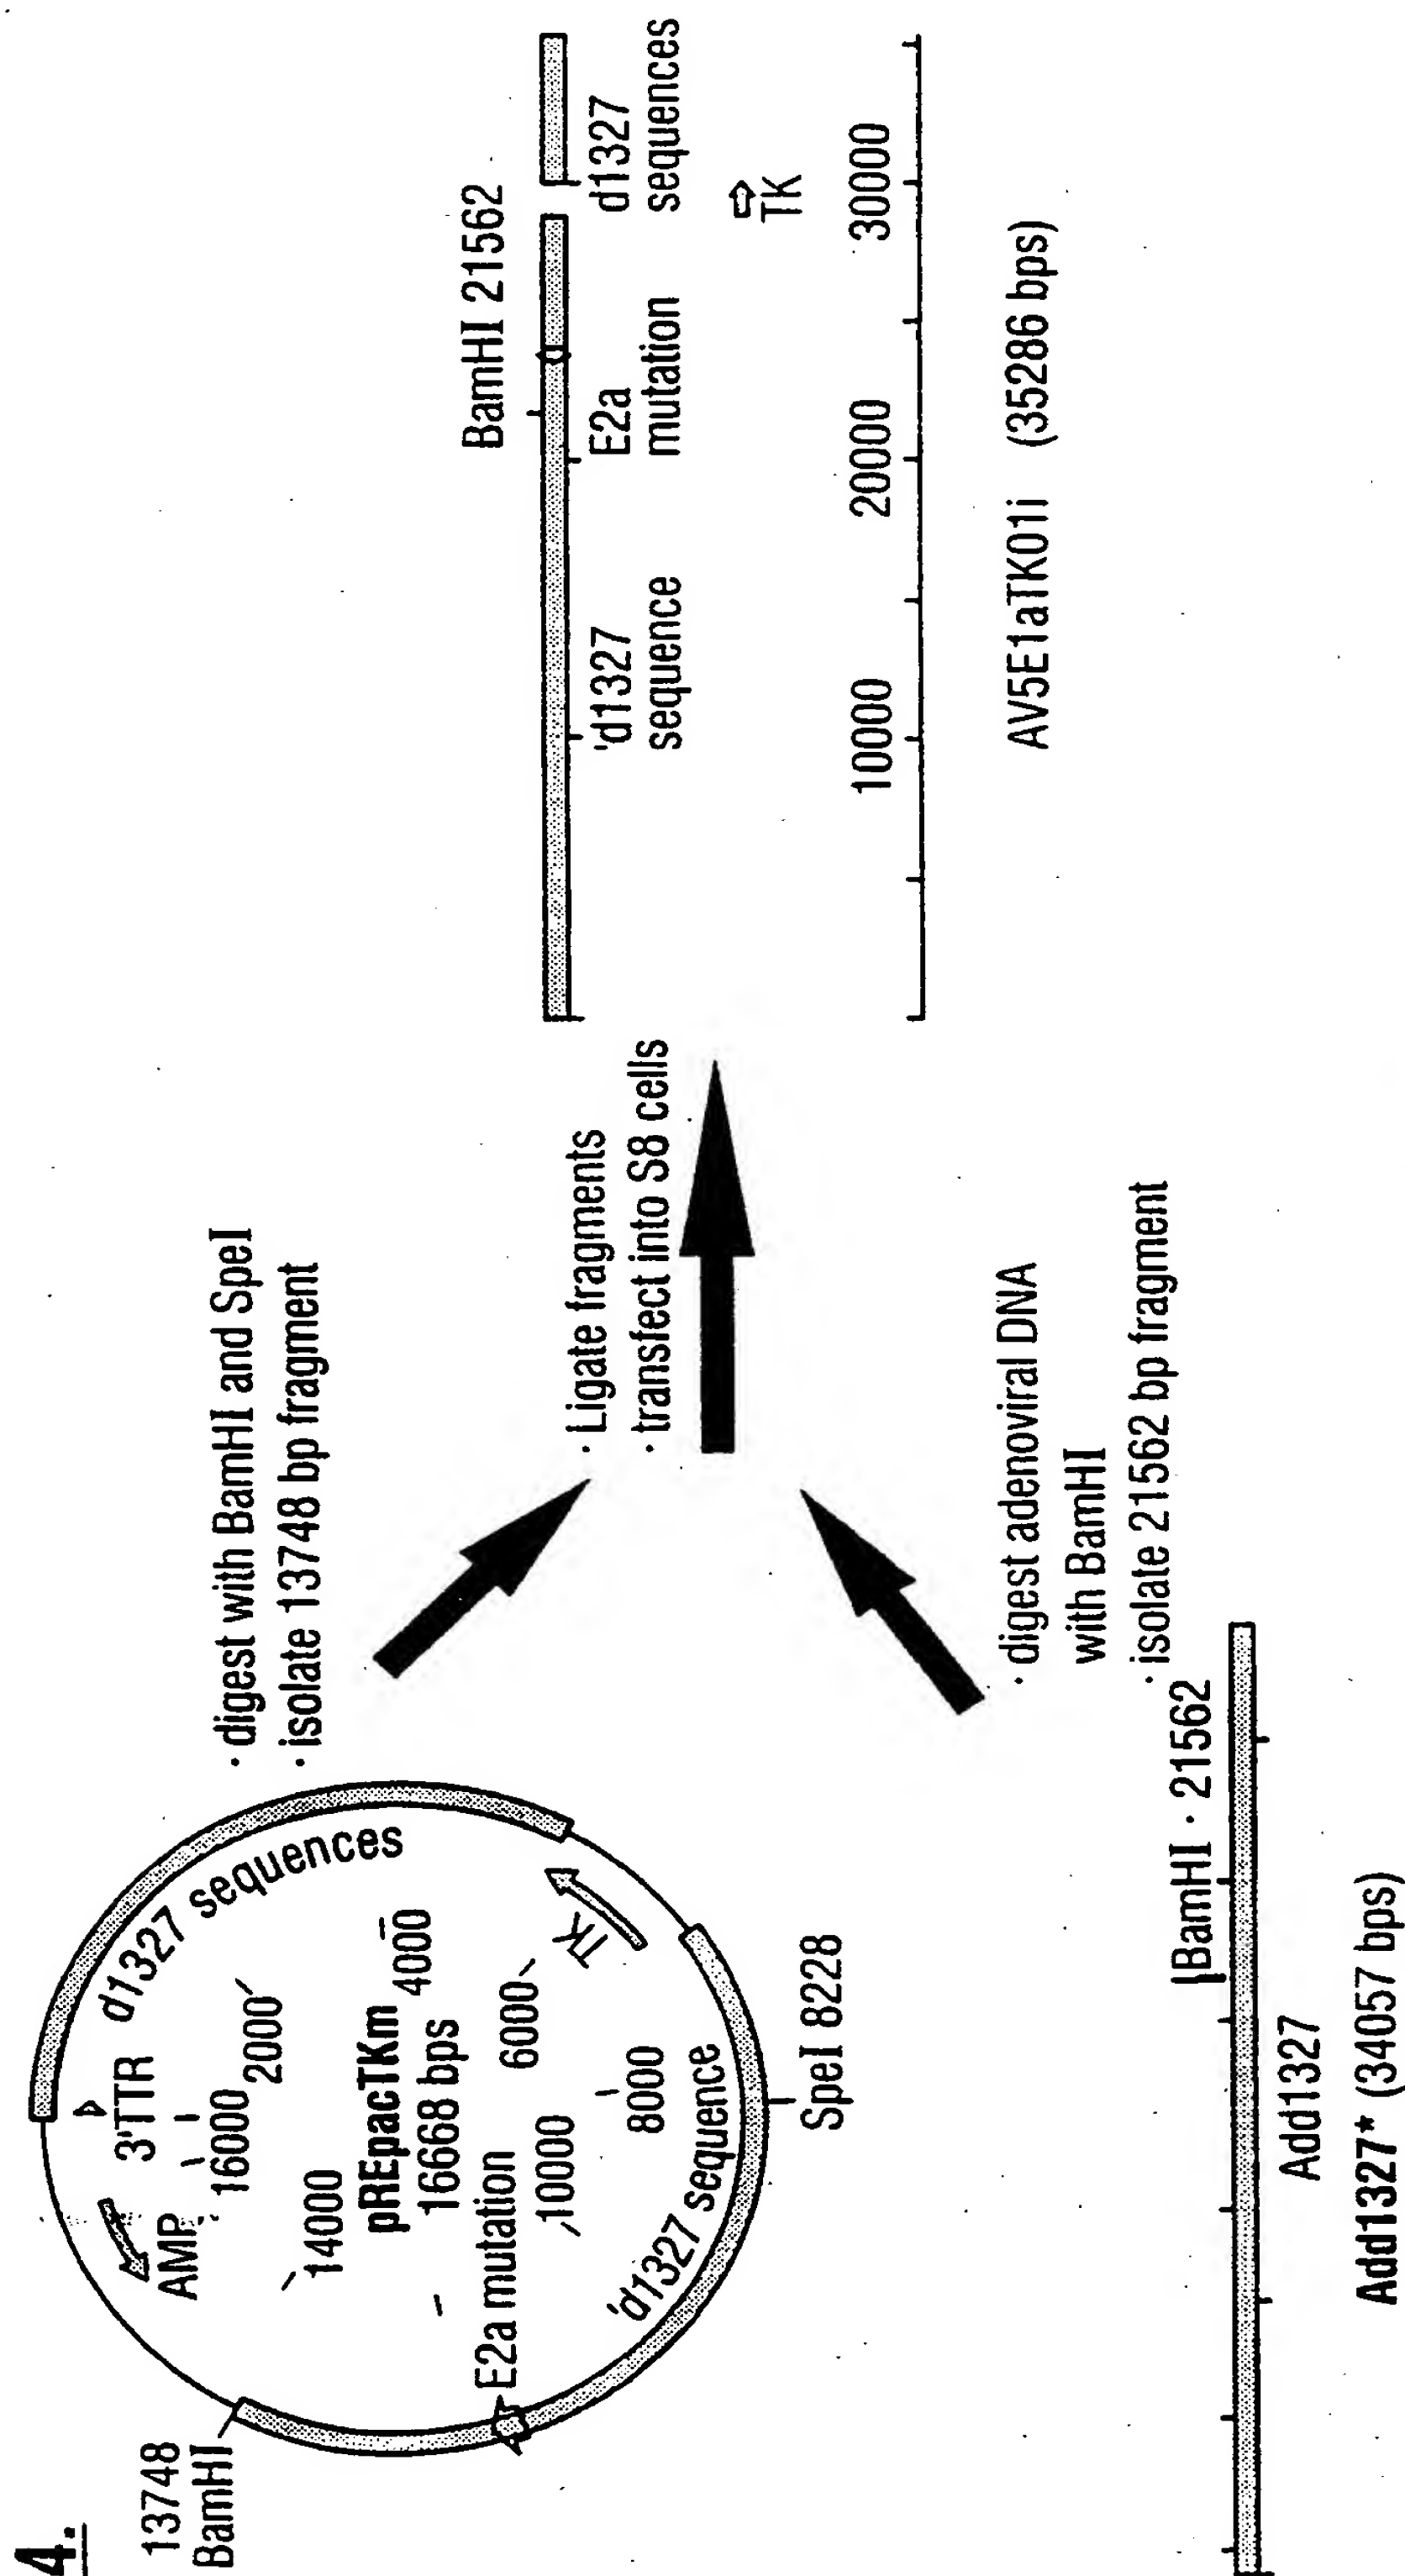 4.
13748
BamHI
AMP
3'TTR
d1327 sequences
16000
2000
14000
pREpacTKm
16668 bps
4000
6000
TK
E2a mutation
10000
8000
'd1327 sequence
SpeI 8228
· digest with BamHI and SpeI
· isolate 13748 bp fragment
· Ligate fragments
· transfect into S8 cells
· digest adenoviral DNA
with BamHI
· isolate 21562 bp fragment
BamHI · 21562
Add1327
Add1327* (34057 bps)
BamHI 21562
'd1327
sequence
E2a
mutation
d1327
sequences
TK
10000
20000
30000
AV5E1aTK01i (35286 bps)